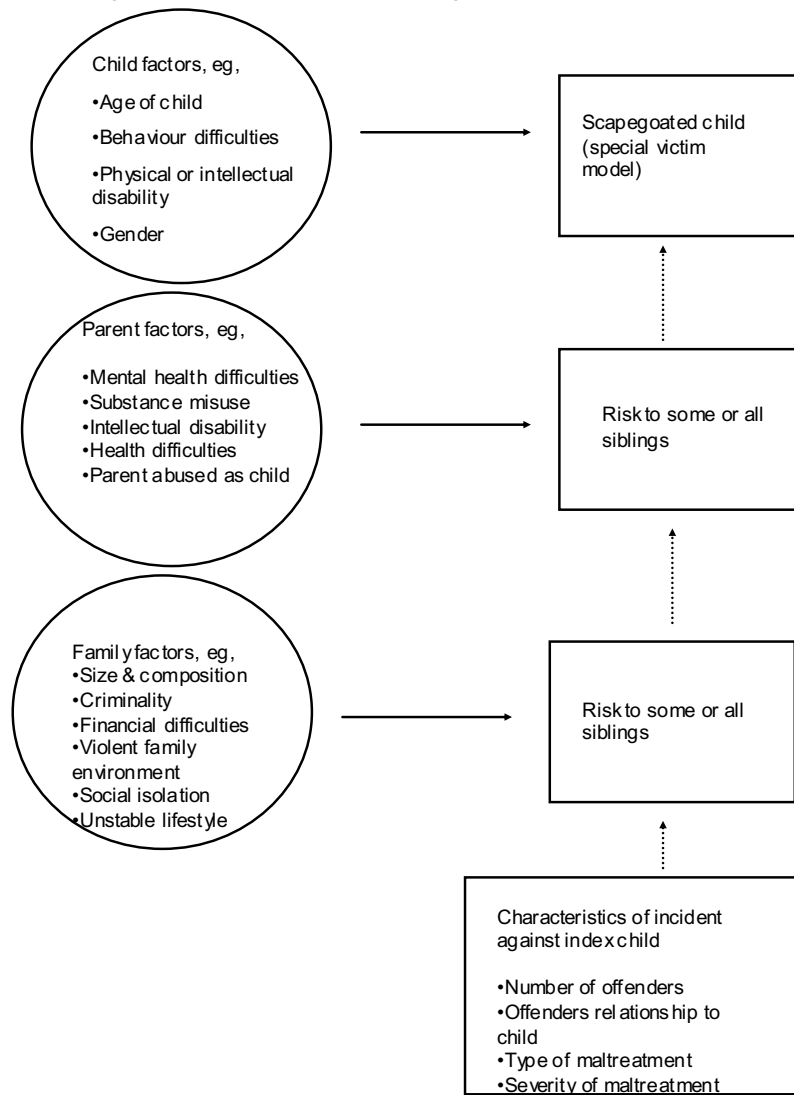 Child factors, eg,
•Age of child
•Behaviour difficulties
•Physical or intellectual
disability
•Gender
Scapegoated child
(special victim
model)
Parent factors, eg,
•Mental health difficulties
•Substance misuse
•Intellectual disability
•Health difficulties
•Parent abused as child
Risk to some or all
siblings
Family factors, eg,
•Size & composition
•Criminality
•Financial difficulties
•Violent family
environment
•Social isolation
•Unstable lifestyle
Risk to some or all
siblings
Characteristics of incident
against index child
•Number of offenders
•Offenders relationship to
child
•Type of maltreatment
•Severity of maltreatment